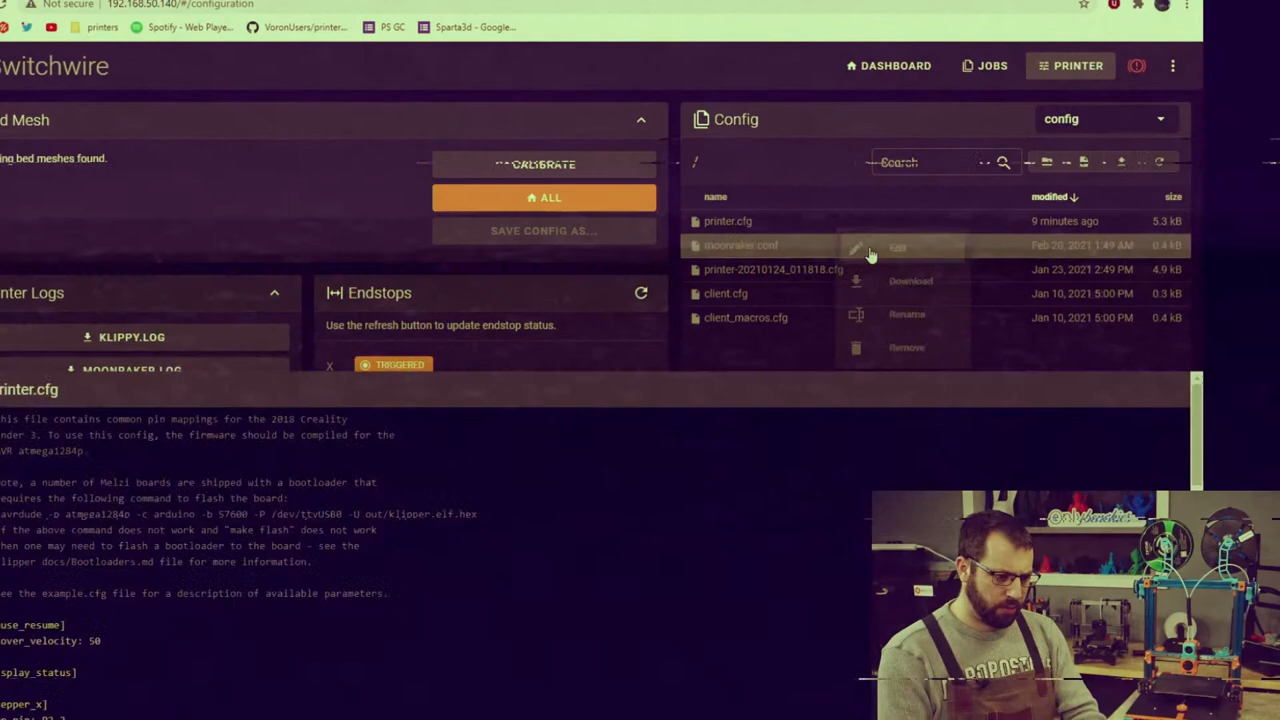 Not secure 192.168.50.140/#/configuration
printers Spotify - Web Playe... VoronUsers/printer... PS GC Sparta3d - Google...
witchwire DASHBOARD JOBS PRINTER
d Mesh
ing bed meshes found.
CALIBRATE
ALL
SAVE CONFIG AS...
Config config
/ Search
name modified size
printer.cfg 9 minutes ago 5.3 kB
moonraker.conf Feb 20, 2021 1:49 AM 0.4 kB
printer-20210124_011818.cfg Jan 23, 2021 2:49 PM 4.9 kB
client.cfg Jan 10, 2021 5:00 PM 0.3 kB
client_macros.cfg Jan 10, 2021 5:00 PM 0.4 kB
Edit
Download
Rename
Remove
nter Logs
KLIPPY.LOG
MOONRAKER.LOG
Endstops
Use the refresh button to update endstop status.
X TRIGGERED
rinter.cfg
his file contains common pin mappings for the 2018 Creality
nder 3. To use this config, the firmware should be compiled for the
VR atmega1284p.
ote, a number of Melzi boards are shipped with a bootloader that
equires the following command to flash the board:
avrdude -p atmega1284p -c arduino -b 57600 -P /dev/ttyUSB0 -U out/klipper.elf.hex
f the above command does not work and "make flash" does not work
hen one may need to flash a bootloader to the board - see the
lipper docs/Bootloaders.md file for more information.
ee the example.cfg file for a description of available parameters.
use_resume]
over_velocity: 50
splay_status]
epper_x]